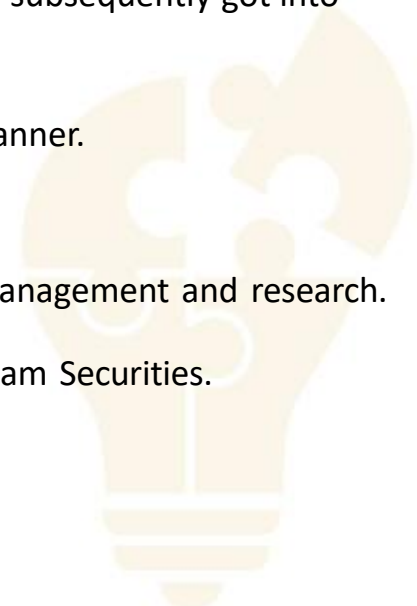 subsequently got into
anner.
anagement and research.
am Securities.